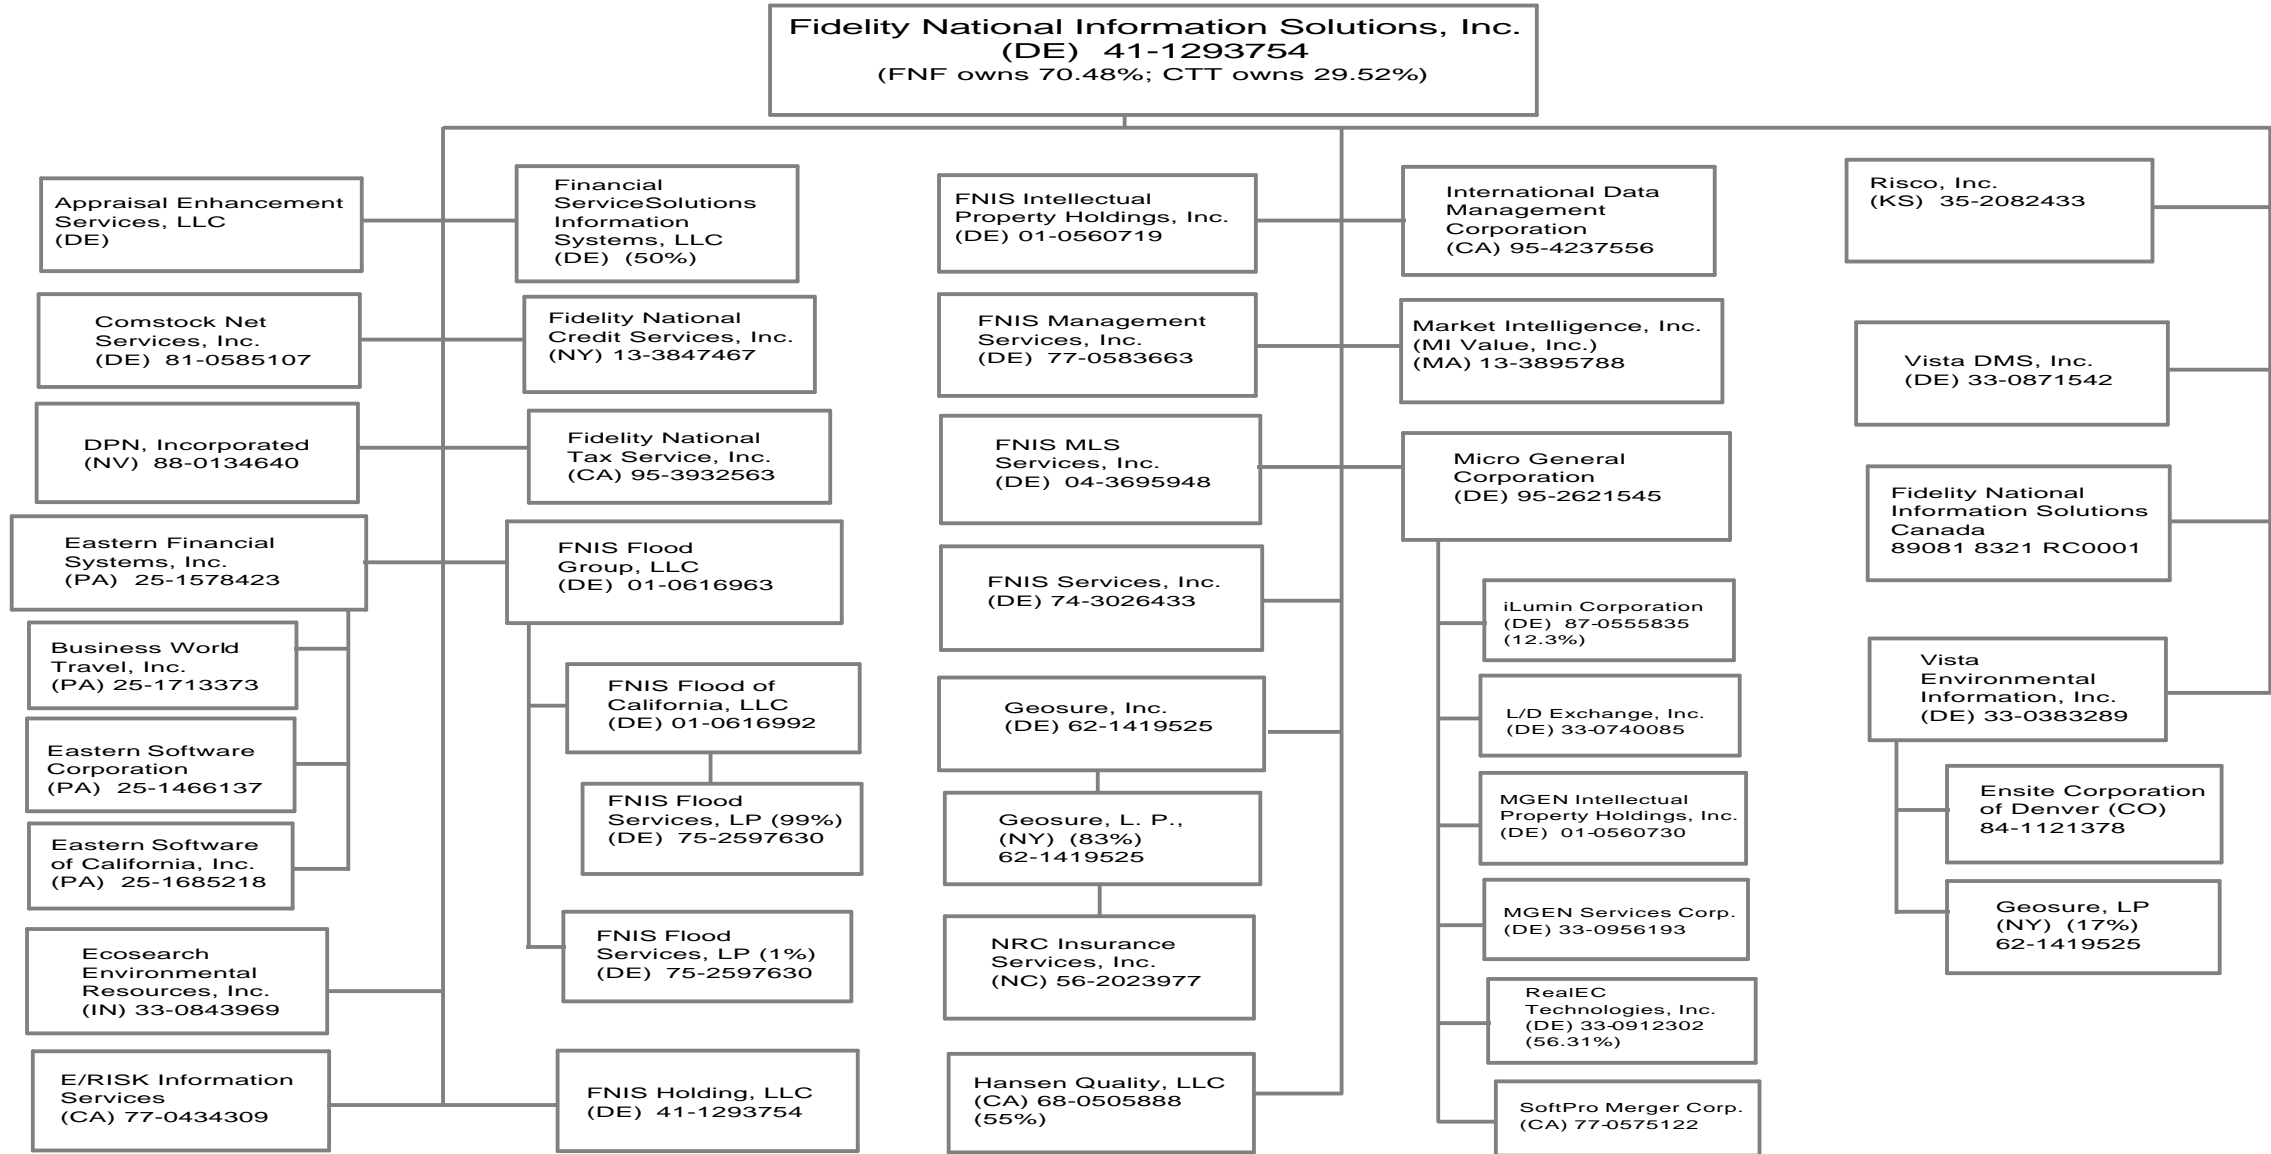 Fidelity National Information Solutions, Inc.
(DE) 41-1293754
(FNF owns 70.48%; CTT owns 29.52%)
Appraisal Enhancement
Services, LLC
(DE)
Financial
ServiceSolutions
Information
Systems, LLC
(DE) (50%)
Comstock Net
Services, Inc.
(DE) 81-0585107
Fidelity National
Credit Services, Inc.
(NY) 13-3847467
DPN, Incorporated
(NV) 88-0134640
Fidelity National
Tax Service, Inc.
(CA) 95-3932563
Eastern Financial
Systems, Inc.
(PA) 25-1578423
Business World
Travel, Inc.
(PA) 25-1713373
Eastern Software
Corporation
(PA) 25-1466137
Eastern Software
of California, Inc.
(PA) 25-1685218
FNIS Flood
Group, LLC
(DE) 01-0616963
FNIS Flood of
California, LLC
(DE) 01-0616992
FNIS Flood
Services, LP (99%)
(DE) 75-2597630
FNIS Flood
Services, LP (1%)
(DE) 75-2597630
Ecosearch
Environmental
Resources, Inc.
(IN) 33-0843969
E/RISK Information
Services
(CA) 77-0434309
FNIS Holding, LLC
(DE) 41-1293754
FNIS Intellectual
Property Holdings, Inc.
(DE) 01-0560719
International Data
Management
Corporation
(CA) 95-4237556
FNIS Management
Services, Inc.
(DE) 77-0583663
Market Intelligence, Inc.
(MI Value, Inc.)
(MA) 13-3895788
FNIS MLS
Services, Inc.
(DE) 04-3695948
Micro General
Corporation
(DE) 95-2621545
FNIS Services, Inc.
(DE) 74-3026433
Geosure, Inc.
(DE) 62-1419525
Geosure, L. P.,
(NY) (83%)
62-1419525
NRC Insurance
Services, Inc.
(NC) 56-2023977
Hansen Quality, LLC
(CA) 68-0505888
(55%)
iLumin Corporation
(DE) 87-0555835
(12.3%)
L/D Exchange, Inc.
(DE) 33-0740085
MGEN Intellectual
Property Holdings, Inc.
(DE) 01-0560730
MGEN Services Corp.
(DE) 33-0956193
RealEC
Technologies, Inc.
(DE) 33-0912302
(56.31%)
SoftPro Merger Corp.
(CA) 77-0575122
Risco, Inc.
(KS) 35-2082433
Vista DMS, Inc.
(DE) 33-0871542
Fidelity National
Information Solutions
Canada
89081 8321 RC0001
Vista
Environmental
Information, Inc.
(DE) 33-0383289
Ensite Corporation
of Denver (CO)
84-1121378
Geosure, LP
(NY) (17%)
62-1419525